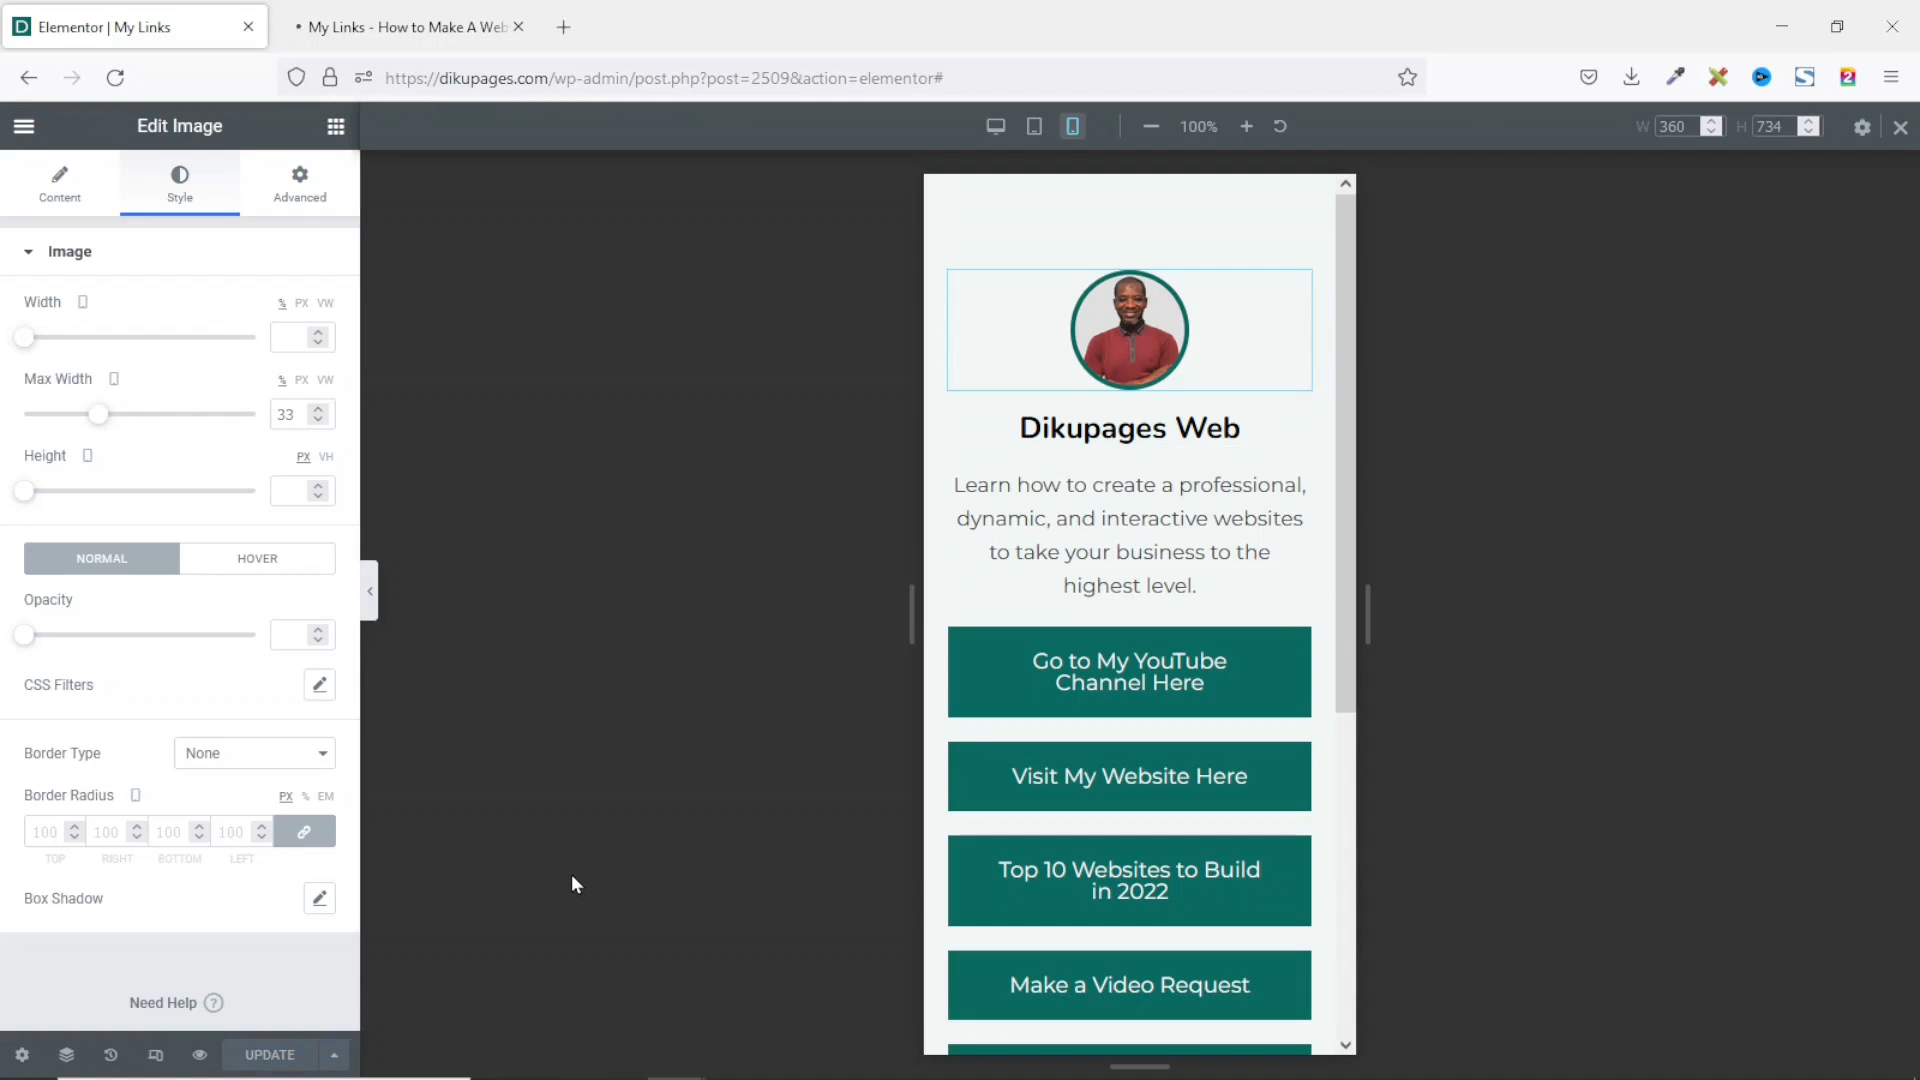 Elementor | My Links
My Links - How to Make A Web
https://dikupages.com/wp-admin/post.php?post=2509&action=elementor#
Edit Image
100%
W 360
H 734
Content
Style
Advanced
Image
Width
% PX VW
Max Width
% PX VW
33
Height
PX VH
NORMAL
HOVER
Opacity
CSS Filters
Border Type
None
Border Radius
PX % EM
100 100 100 100
TOP RIGHT BOTTOM LEFT
Box Shadow
Need Help ?
UPDATE
Dikupages Web
Learn how to create a professional,
dynamic, and interactive websites
to take your business to the
highest level.
Go to My YouTube
Channel Here
Visit My Website Here
Top 10 Websites to Build
in 2022
Make a Video Request